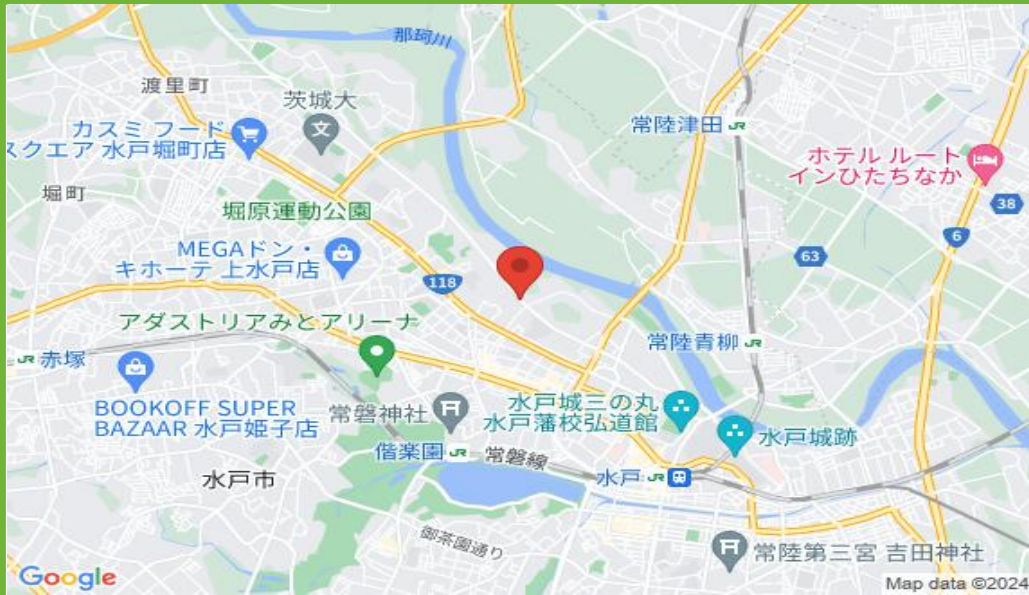 那珂川
渡里町
茨城大
カスミ フード
スクエア 水戸堀町店
常陸津田
JR
ホテル ルート
インひたちなか
堀町
38
堀原運動公園
6
MEGAドン・
キホーテ 上水戸店
63
118
アダストリアみとアリーナ
常陸青柳
JR
JR
赤塚
BOOKOFF SUPER
BAZAAR 水戸姫子店
常磐神社
水戸城三の丸
水戸藩校弘道館
水戸城跡
偕楽園
JR
常磐線
水戸市
水戸
JR
御茶園通り
常陸第三宮 吉田神社
Google
Map data ©2024